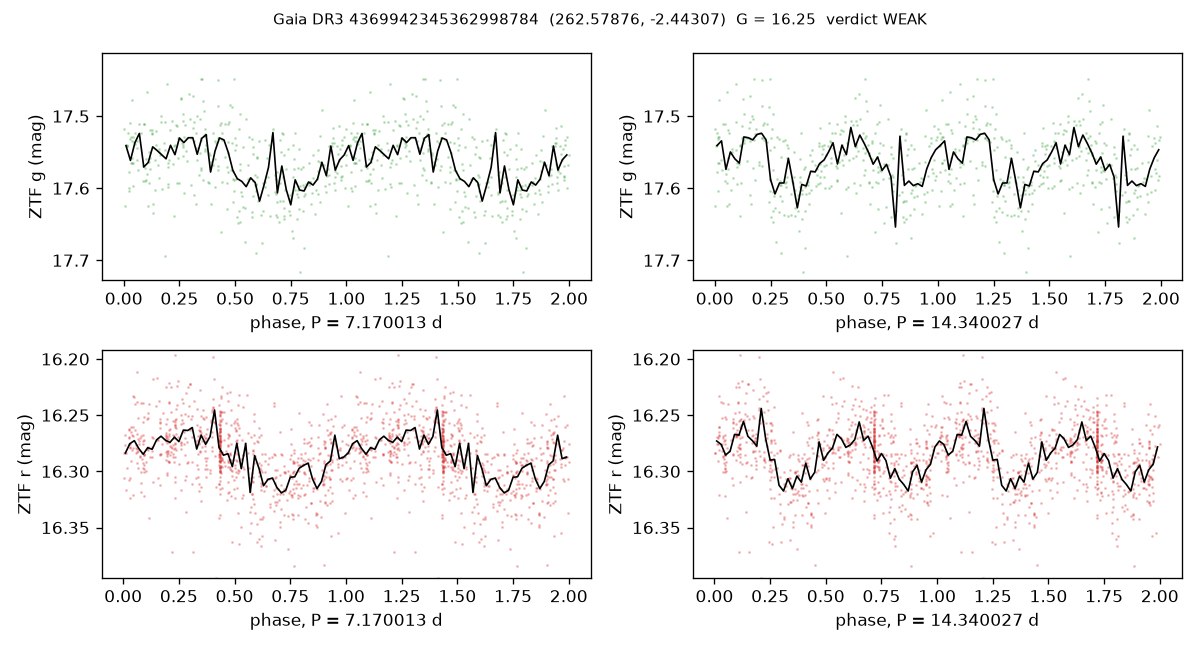 Gaia DR3 4369942345362998784 (262.57876, -2.44307) G = 16.25 verdict WEAK
ZTF g (mag)
17.5
17.6
17.7
0.00 0.25 0.50 0.75 1.00 1.25 1.50 1.75 2.00
phase, P = 7.170013 d
ZTF g (mag)
17.5
17.6
17.7
0.00 0.25 0.50 0.75 1.00 1.25 1.50 1.75 2.00
phase, P = 14.340027 d
ZTF r (mag)
16.20
16.25
16.30
16.35
0.00 0.25 0.50 0.75 1.00 1.25 1.50 1.75 2.00
phase, P = 7.170013 d
ZTF r (mag)
16.20
16.25
16.30
16.35
0.00 0.25 0.50 0.75 1.00 1.25 1.50 1.75 2.00
phase, P = 14.340027 d